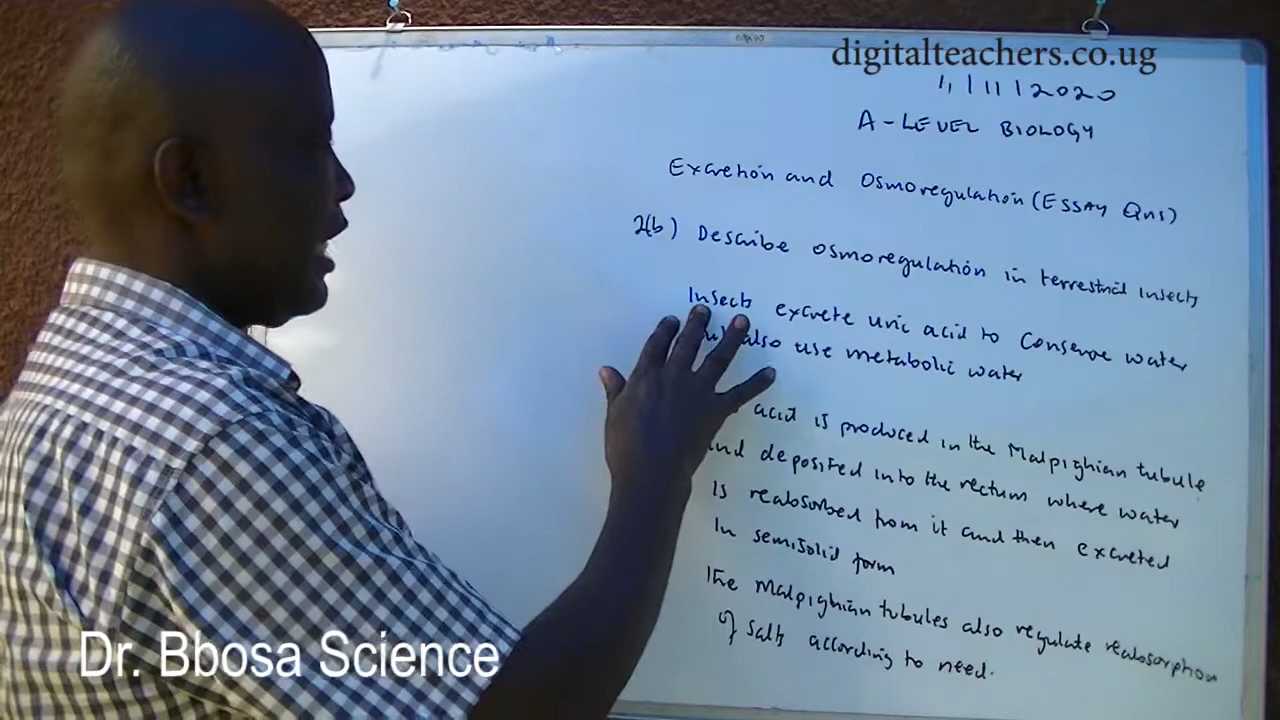 digitalteachers.co.ug
1/11/2020
A-LEVEL BIOLOGY
Excretion and Osmoregulation (ESSAY Qns)
2(b) Describe osmoregulation in terrestrial insects
Insects excrete uric acid to conserve water
also use metabolic water
acid is produced in the Malpighian tubule
and deposited into the rectum where water
is reabsorbed from it and then excreted
in semisolid form
The Malpighian tubules also regulate reabsorption
of salts according to need.
Dr. Bbosa Science